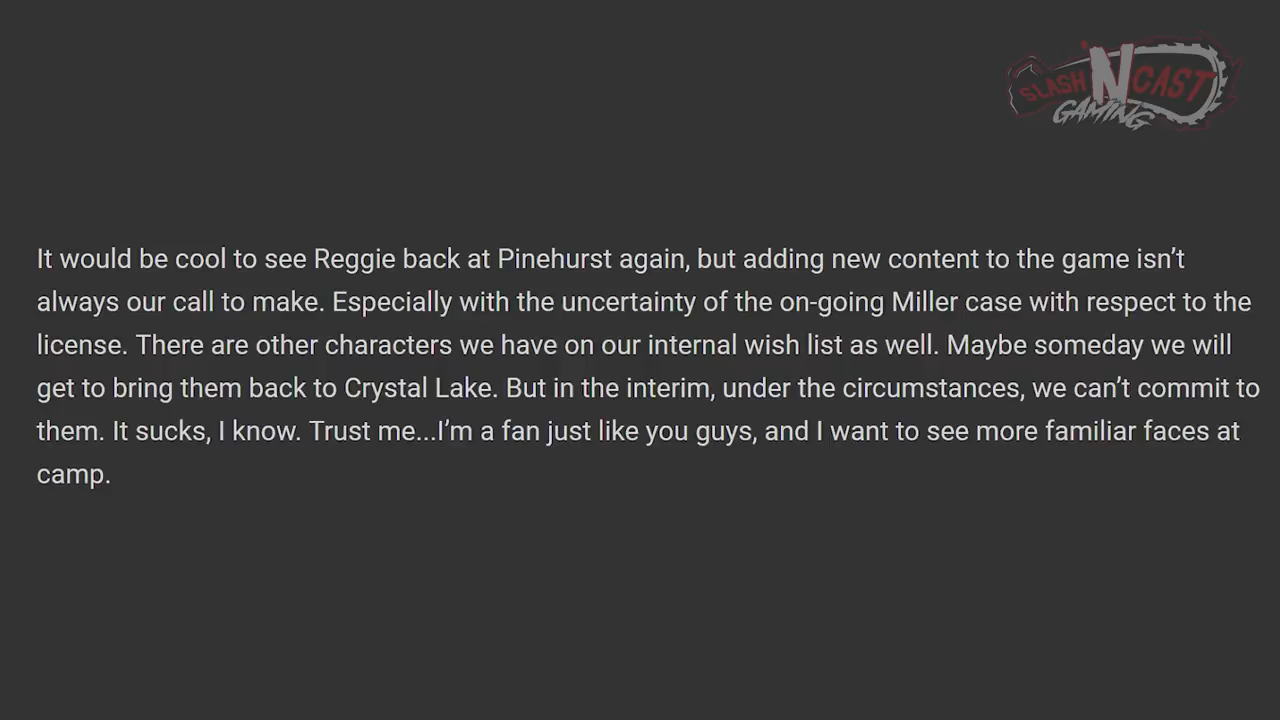 SLASH 'N CAST
GAMING
It would be cool to see Reggie back at Pinehurst again, but adding new content to the game isn’t
always our call to make. Especially with the uncertainty of the on-going Miller case with respect to the
license. There are other characters we have on our internal wish list as well. Maybe someday we will
get to bring them back to Crystal Lake. But in the interim, under the circumstances, we can’t commit to
them. It sucks, I know. Trust me...I’m a fan just like you guys, and I want to see more familiar faces at
camp.